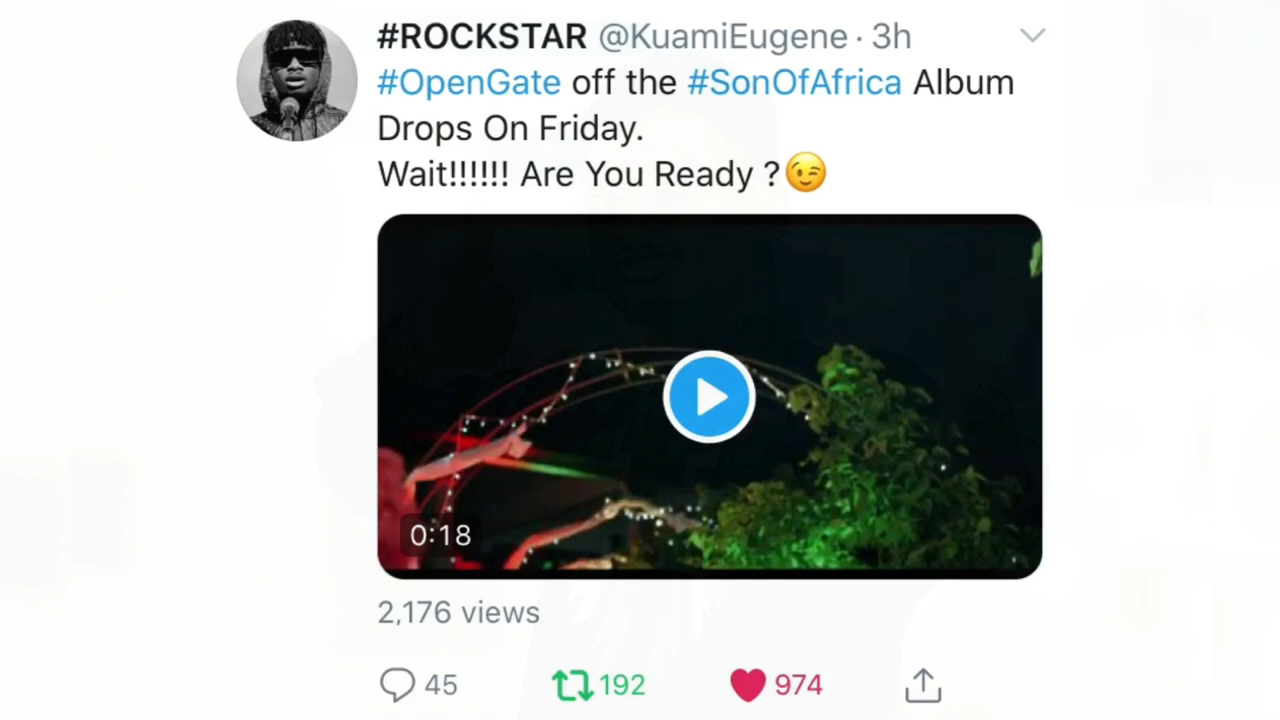 #ROCKSTAR @KuamiEugene · 3h
#OpenGate off the #SonOfAfrica Album
Drops On Friday.
Wait!!!!!! Are You Ready ?😉
0:18
2,176 views
45 192 974